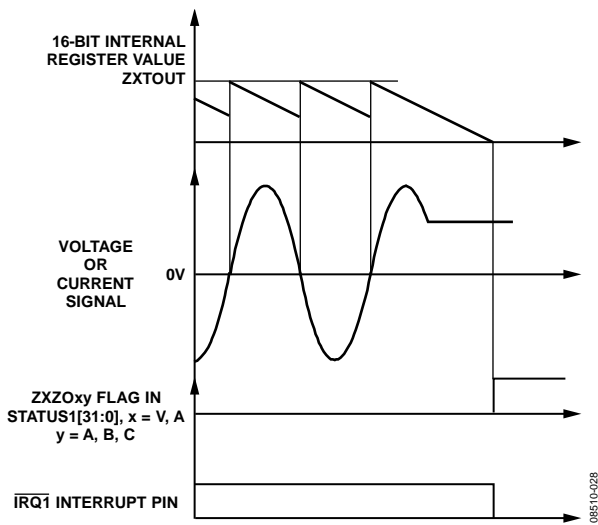 16-BIT INTERNAL
REGISTER VALUE
ZXTOUT
VOLTAGE
OR
CURRENT
SIGNAL
0V
ZXZOxy FLAG IN
STATUS1[31:0], x = V, A
y = A, B, C
IRQ1 INTERRUPT PIN
08510-028